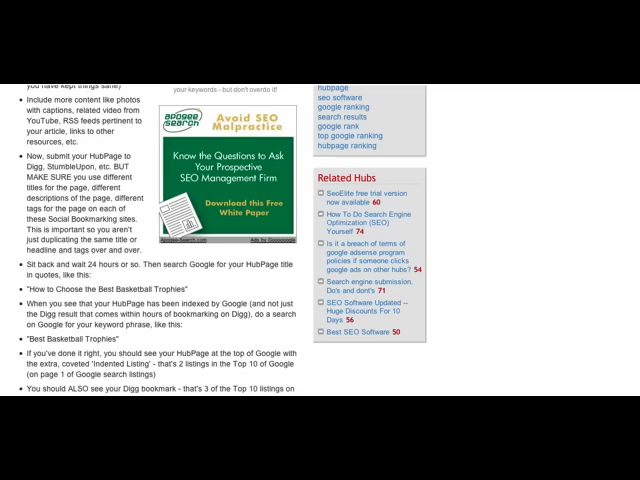 you have kept things sane)
your keywords - but don't overdo it!
• Include more content like photos
with captions, related video from
YouTube, RSS feeds pertinent to
your article, links to other
resources, etc.
• Now, submit your HubPage to
Digg, StumbleUpon, etc. BUT
MAKE SURE you use different
titles for the page, different
descriptions of the page, different
tags for the page on each of
these Social Bookmarking sites.
This is important so you aren't
just duplicating the same title or
headline and tags over and over.
apogee
search
Avoid SEO
Malpractice
Know the Questions to Ask
Your Prospective
SEO Management Firm
Download this Free
White Paper
Apogee-Search.com
Ads by Goooooogle
• Sit back and wait 24 hours or so. Then search Google for your HubPage title
in quotes, like this:
• "How to Choose the Best Basketball Trophies"
• When you see that your HubPage has been indexed by Google (and not just
the Digg result that comes within hours of bookmarking on Digg), do a search
on Google for your keyword phrase, like this:
• "Best Basketball Trophies"
• If you've done it right, you should see your HubPage at the top of Google with
the extra, coveted 'Indented Listing' - that's 2 listings in the Top 10 of Google
(on page 1 of Google search listings)
• You should ALSO see your Digg bookmark - that's 3 of the Top 10 listings on
hubpage
seo software
google ranking
search results
google rank
top google ranking
hubpage ranking
Related Hubs
SeoElite free trial version
now available 60
How To Do Search Engine
Optimization (SEO)
Yourself 74
Is it a breach of terms of
google adsense program
policies if someone clicks
google ads on other hubs? 54
Search engine submission,
Do's and dont's 71
SEO Software Updated --
Huge Discounts For 10
Days 56
Best SEO Software 50